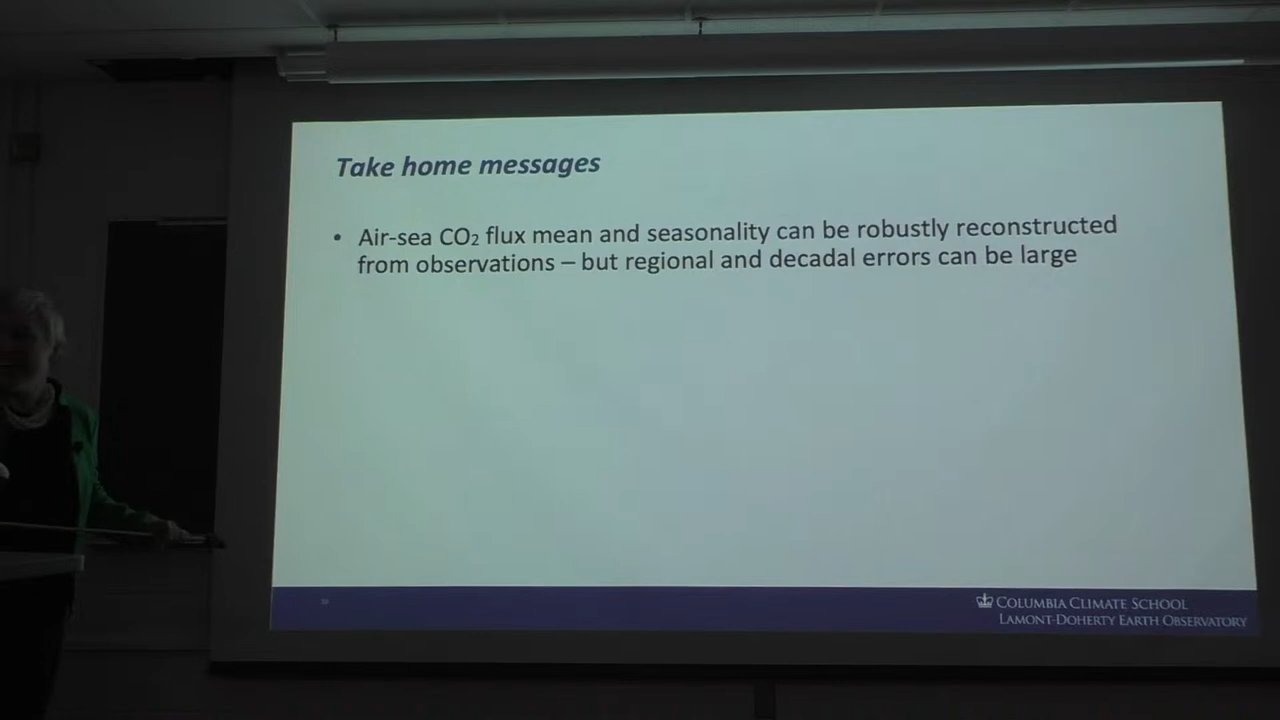 Take home messages
• Air-sea CO₂ flux mean and seasonality can be robustly reconstructed
from observations – but regional and decadal errors can be large
COLUMBIA CLIMATE SCHOOL
LAMONT-DOHERTY EARTH OBSERVATORY